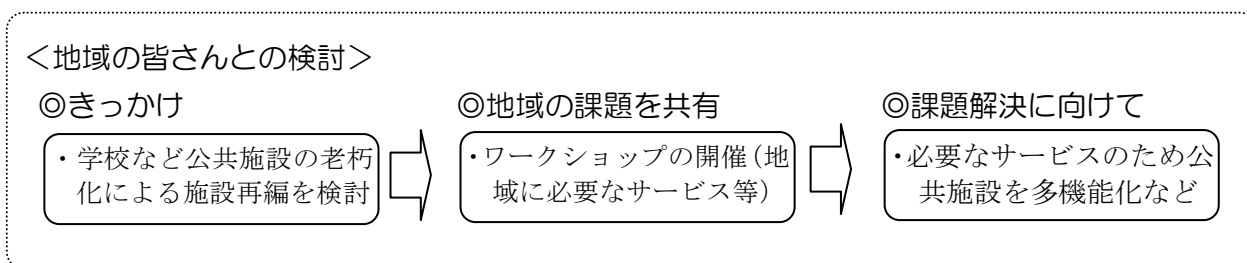 ＜地域の皆さんとの検討＞
◎きっかけ
・学校など公共施設の老朽
化による施設再編を検討
◎地域の課題を共有
・ワークショップの開催（地
域に必要なサービス等）
◎課題解決に向けて
・必要なサービスのため公
共施設を多機能化など